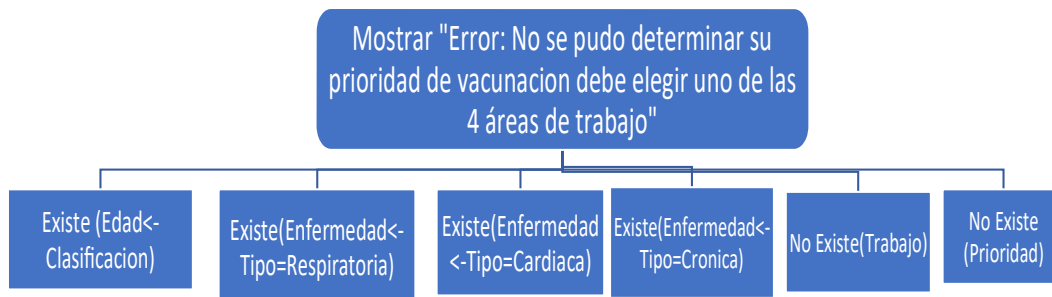 Mostrar "Error: No se pudo determinar su
prioridad de vacunacion debe elegir uno de las
4 áreas de trabajo"
Existe (Edad<-
Clasificacion)
Existe(Enfermedad<-
Tipo=Respiratoria)
Existe(Enfermedad
<-Tipo=Cardiaca)
Existe(Enfermedad<-
Tipo=Cronica)
No Existe(Trabajo)
No Existe
(Prioridad)